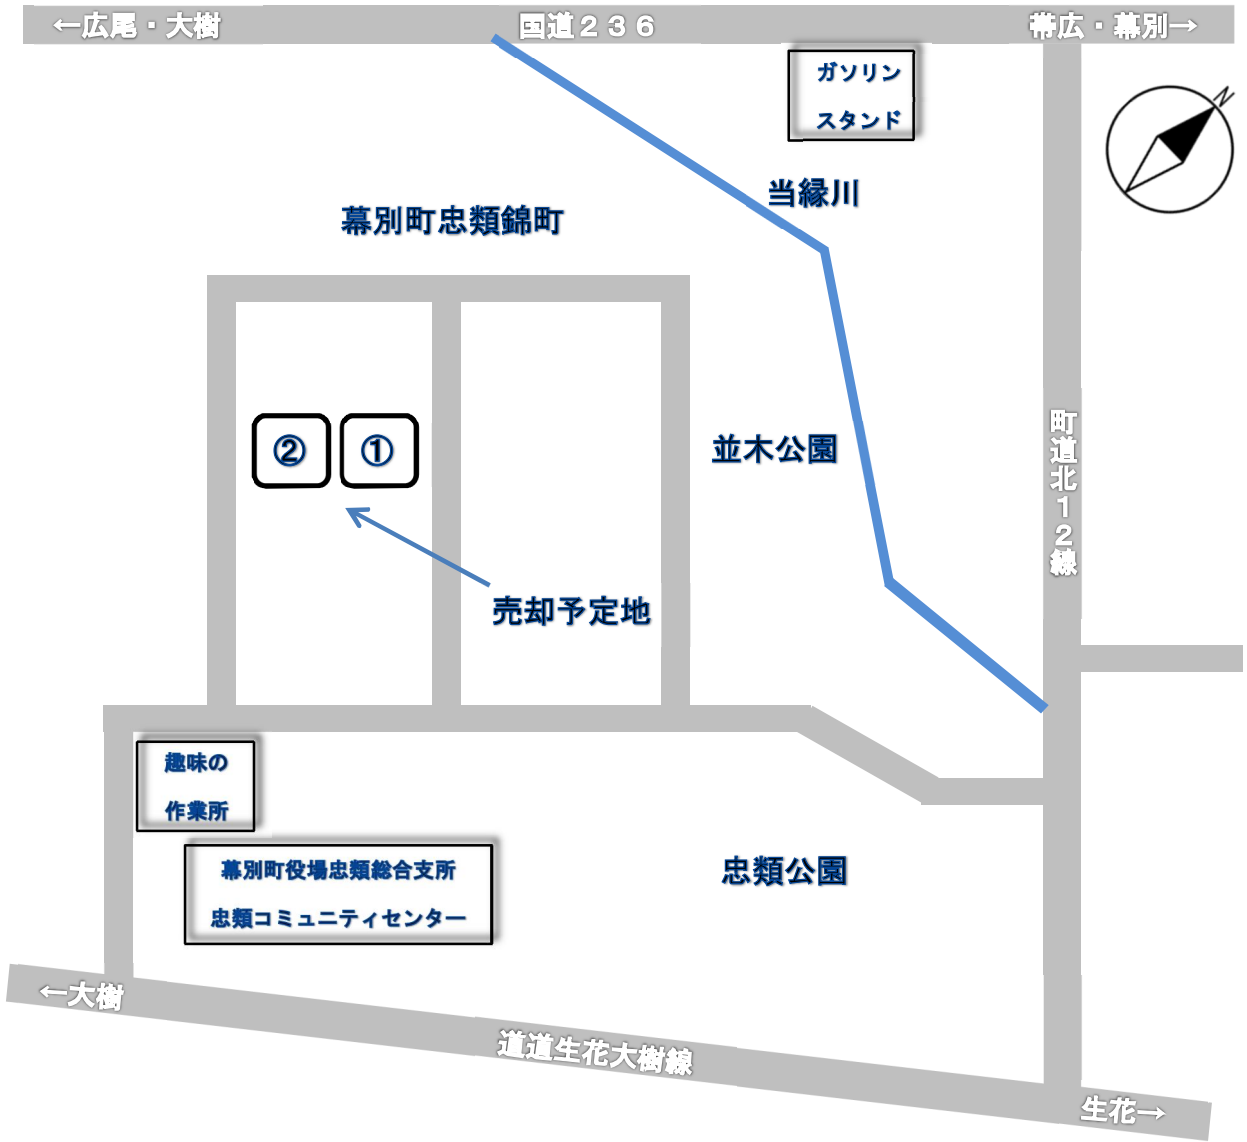 ←広尾・大樹
国道２３６
帯広・幕別→
ガソリン
スタンド
N
当縁川
幕別町忠類錦町
②
①
並木公園
町道北１２線
売却予定地
趣味の
作業所
幕別町役場忠類総合支所
忠類コミュニティセンター
忠類公園
←大樹
道道生花大樹線
生花→